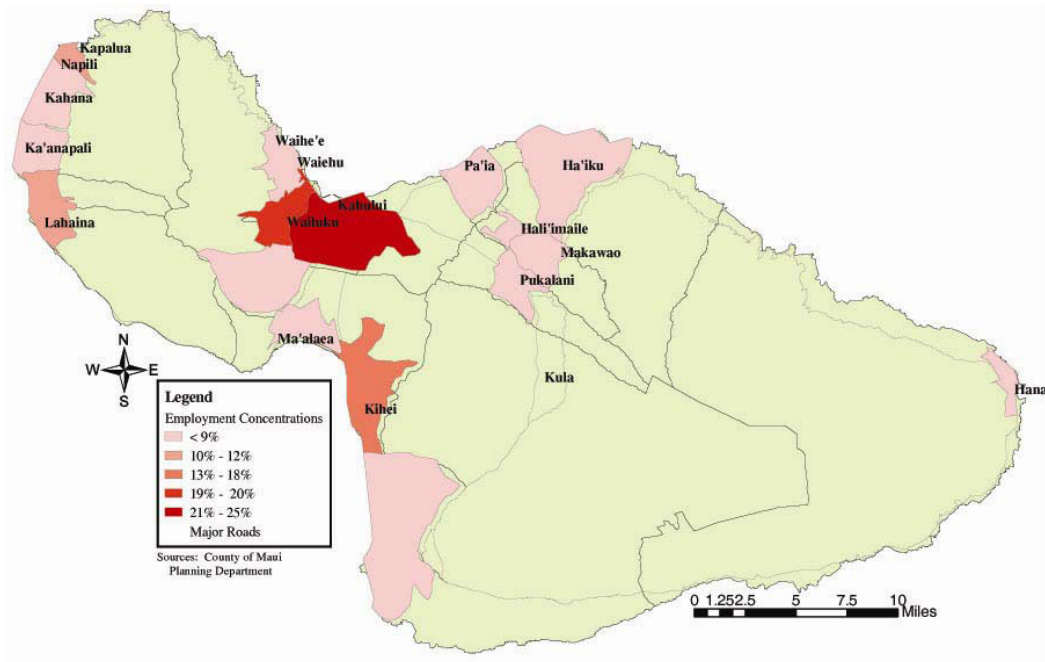 Kapalua
Napili
Kahana
Ka'anapali
Lahaina
Waihe'e
Waiehu
Kahului
Wailuku
Pa'ia
Ha'iku
Hali'imaile
Makawao
Pukalani
Ma'alaea
Kihei
Kula
Hana
N
W E
S
Legend
Employment Concentrations
< 9%
10% - 12%
13% - 18%
19% - 20%
21% - 25%
Major Roads
Sources: County of Maui
Planning Department
0 1.252.5 5 7.5 10
Miles